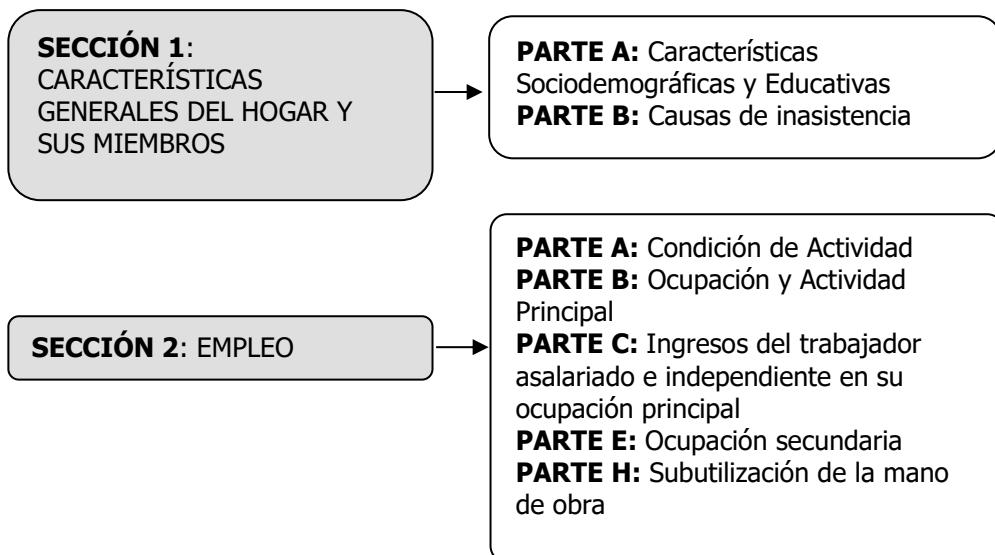 SECCIÓN 1:
CARACTERÍSTICAS
GENERALES DEL HOGAR Y
SUS MIEMBROS
PARTE A: Características
Sociodemográficas y Educativas
PARTE B: Causas de inasistencia
SECCIÓN 2: EMPLEO
PARTE A: Condición de Actividad
PARTE B: Ocupación y Actividad
Principal
PARTE C: Ingresos del trabajador
asalariado e independiente en su
ocupación principal
PARTE E: Ocupación secundaria
PARTE H: Subutilización de la mano
de obra